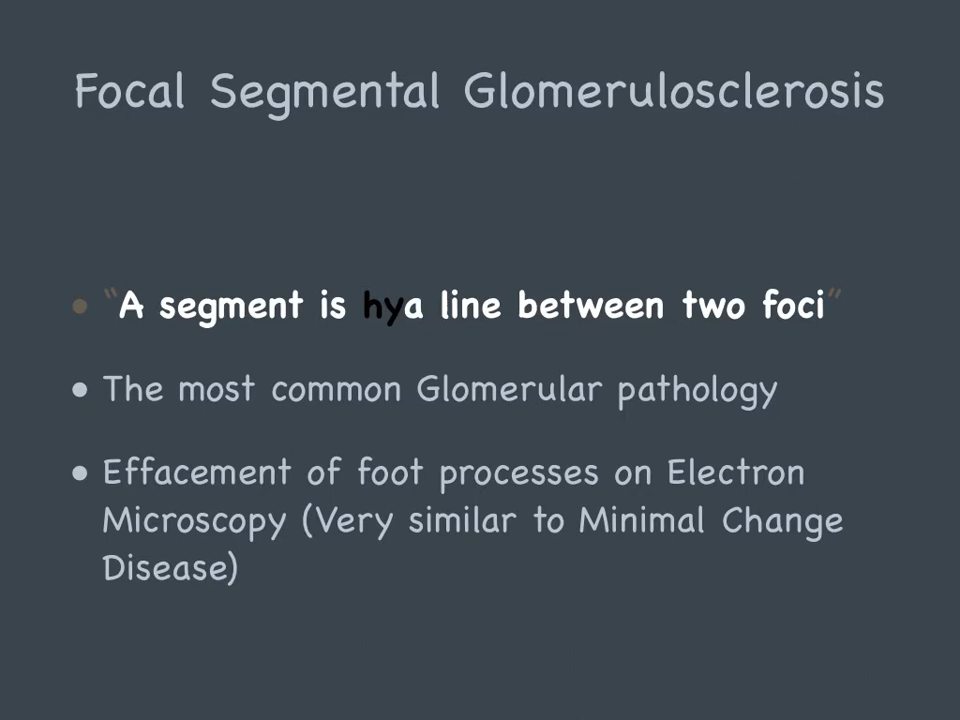 Focal Segmental Glomerulosclerosis
• “A segment is hya line between two foci”
• The most common Glomerular pathology
• Effacement of foot processes on Electron
Microscopy (Very similar to Minimal Change
Disease)